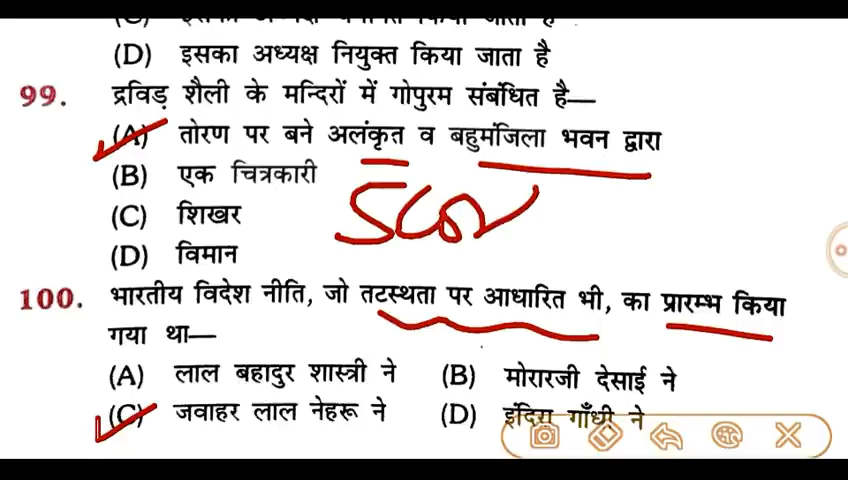 (D) इसका अध्यक्ष नियुक्त किया जाता है
99. द्रविड़ शैली के मन्दिरों में गोपुरम संबंधित है—
(A) तोरण पर बने अलंकृत व बहुमंजिला भवन द्वारा
(B) एक चित्रकारी
(C) शिखर
(D) विमान
100. भारतीय विदेश नीति, जो तटस्थता पर आधारित भी, का प्रारम्भ किया
गया था—
(A) लाल बहादुर शास्त्री ने (B) मोरारजी देसाई ने
(C) जवाहर लाल नेहरू ने (D) इंदिरा गाँधी ने